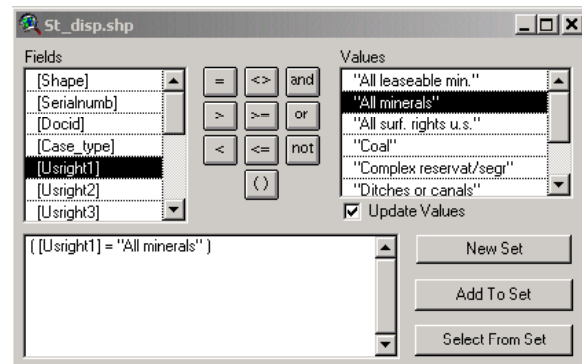 St_disp.shp
Fields
[Shape]
[Serialnumb]
[Docid]
[Case_type]
[Usright1]
[Usright2]
[Usright3]
= <> and
> >= or
< <= not
( )
Values
"All leaseable min."
"All minerals"
"All surf. rights u.s."
"Coal"
"Complex reservat/segr"
"Ditches or canals"
Update Values
( [Usright1] = "All minerals" )
New Set
Add To Set
Select From Set